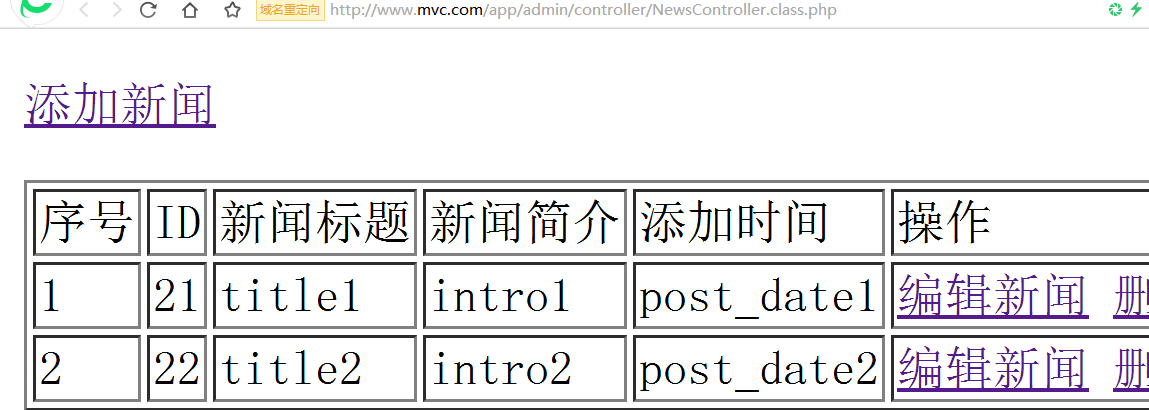 域名重定向 http://www.mvc.com/app/admin/controller/NewsController.class.php
添加新闻
序号 ID 新闻标题 新闻简介 添加时间 操作
1 21 title1 intro1 post_date1 编辑新闻
2 22 title2 intro2 post_date2 编辑新闻